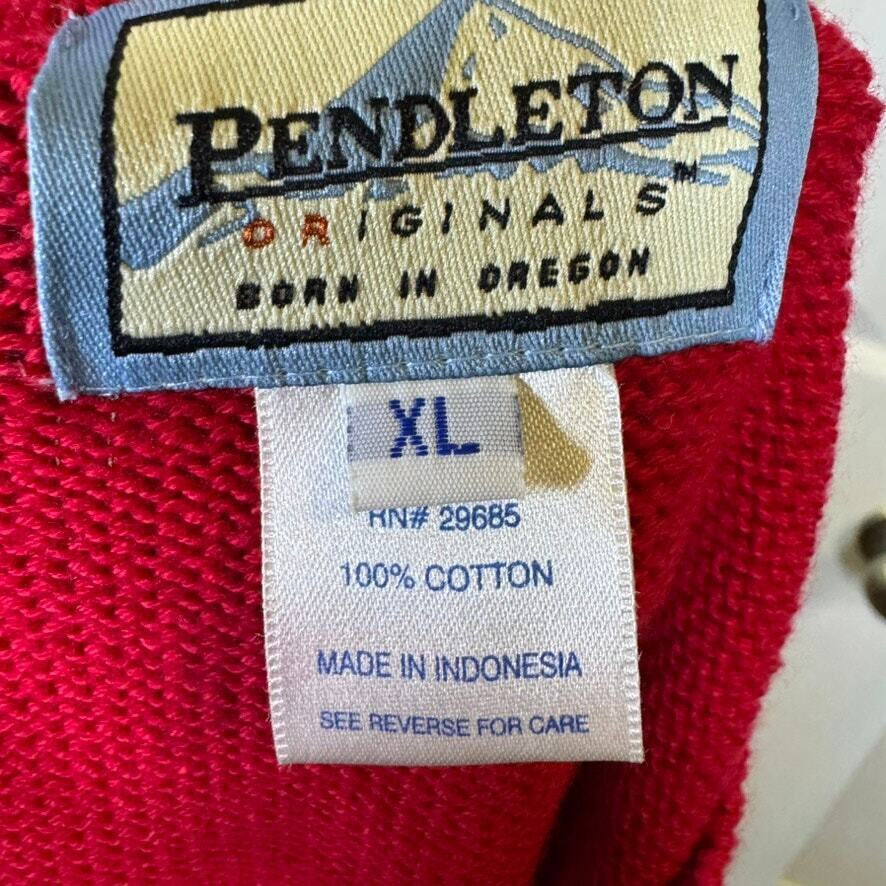 PENDLETON
ORIGINALS™
BORN IN OREGON
XL
RN# 29685
100% COTTON
MADE IN INDONESIA
SEE REVERSE FOR CARE